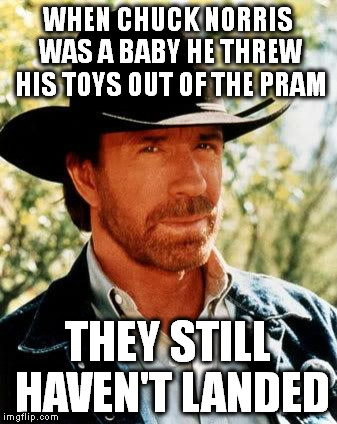 WHEN CHUCK NORRIS
WAS A BABY HE THREW
HIS TOYS OUT OF THE PRAM
THEY STILL
HAVEN'T LANDED
imgflip.com